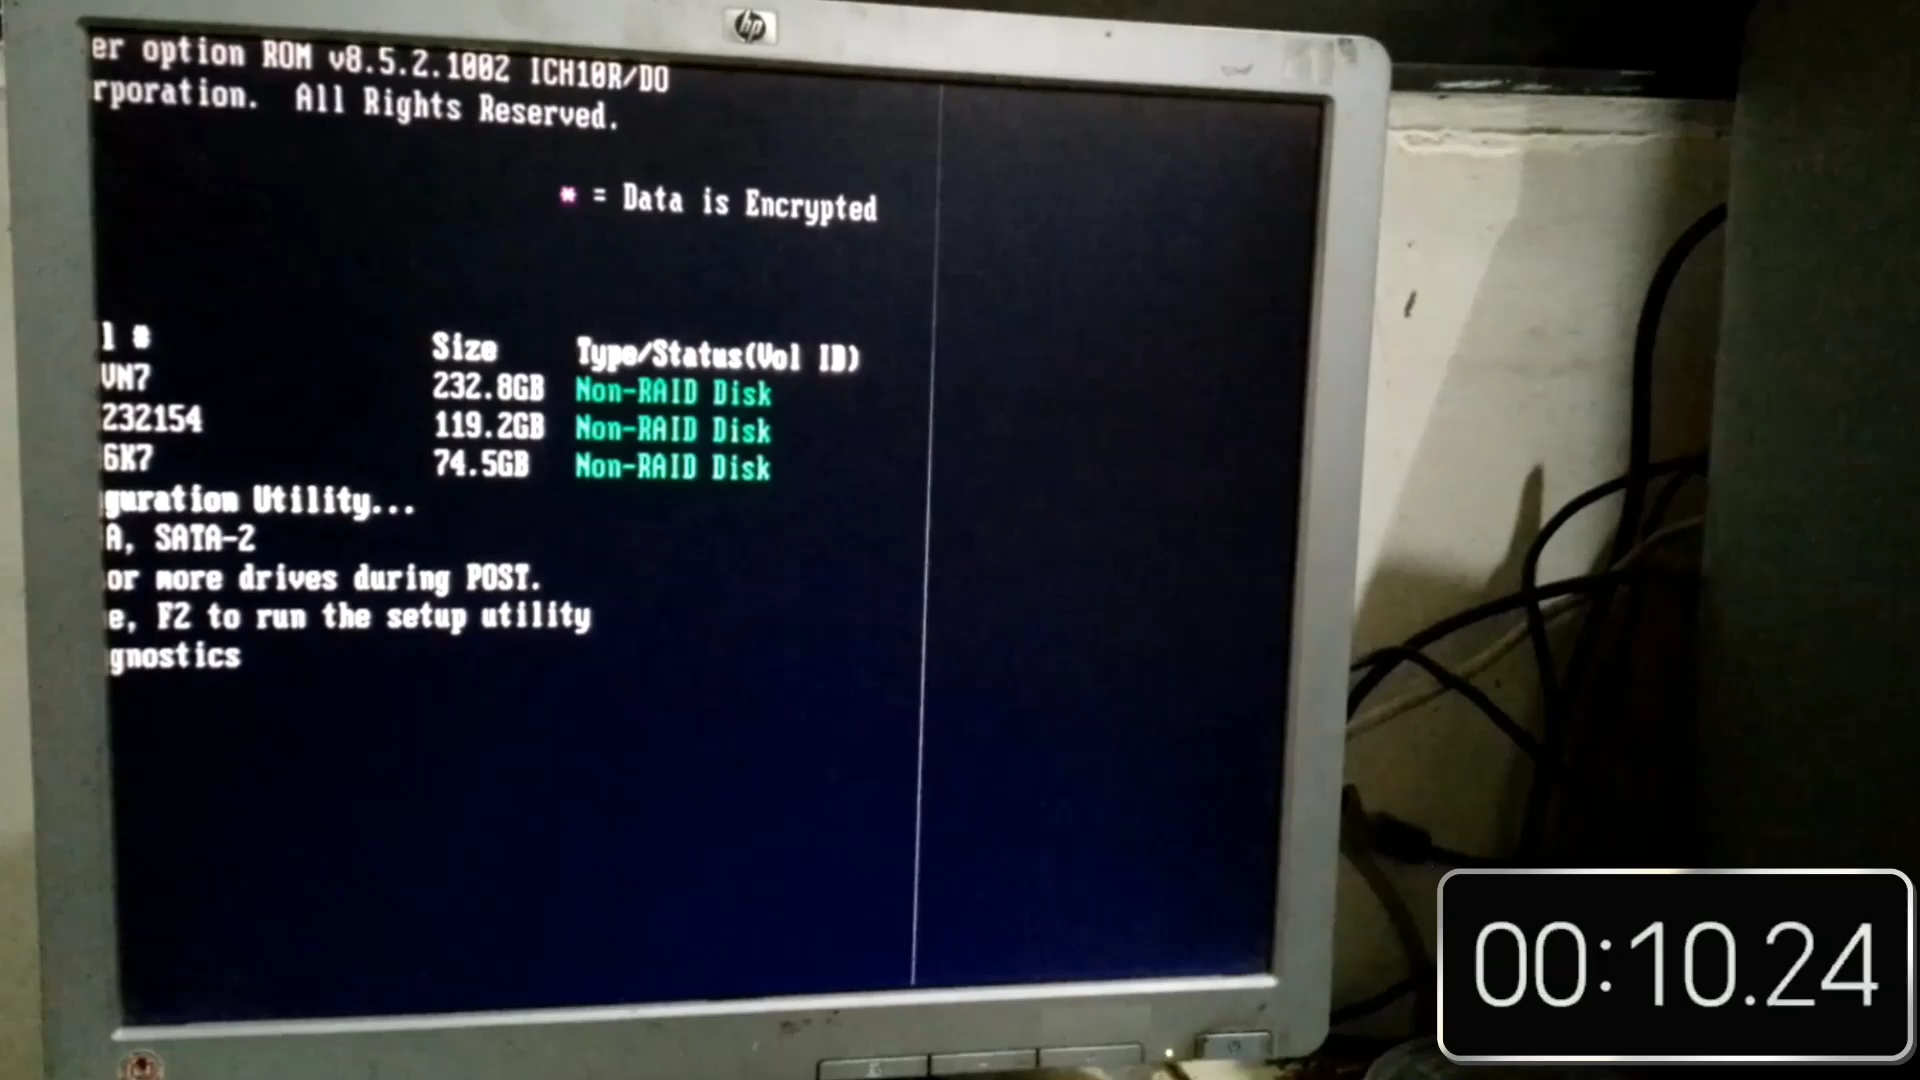 hp
er option ROM v8.5.2.1002 ICH10R/DO
rporation. All Rights Reserved.
* = Data is Encrypted
l # Size Type/Status(Vol ID)
VN7 232.8GB Non-RAID Disk
232154 119.2GB Non-RAID Disk
6K7 74.5GB Non-RAID Disk
guration Utility...
A, SATA-2
or more drives during POST.
e, F2 to run the setup utility
gnostics
00:10.24